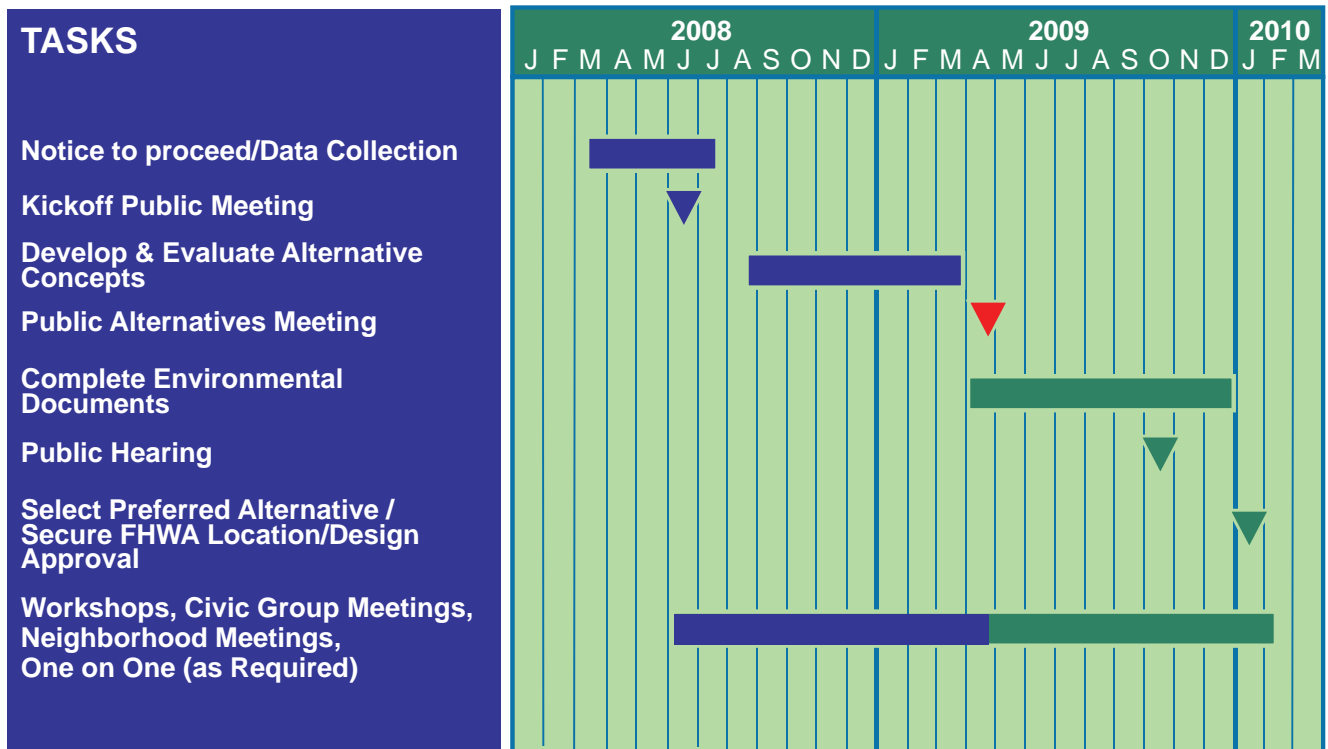 TASKS
2008 2009 2010
J F M A M J J A S O N D J F M A M J J A S O N D J F M
Notice to proceed/Data Collection
Kickoff Public Meeting
Develop & Evaluate Alternative
Concepts
Public Alternatives Meeting
Complete Environmental
Documents
Public Hearing
Select Preferred Alternative /
Secure FHWA Location/Design
Approval
Workshops, Civic Group Meetings,
Neighborhood Meetings,
One on One (as Required)